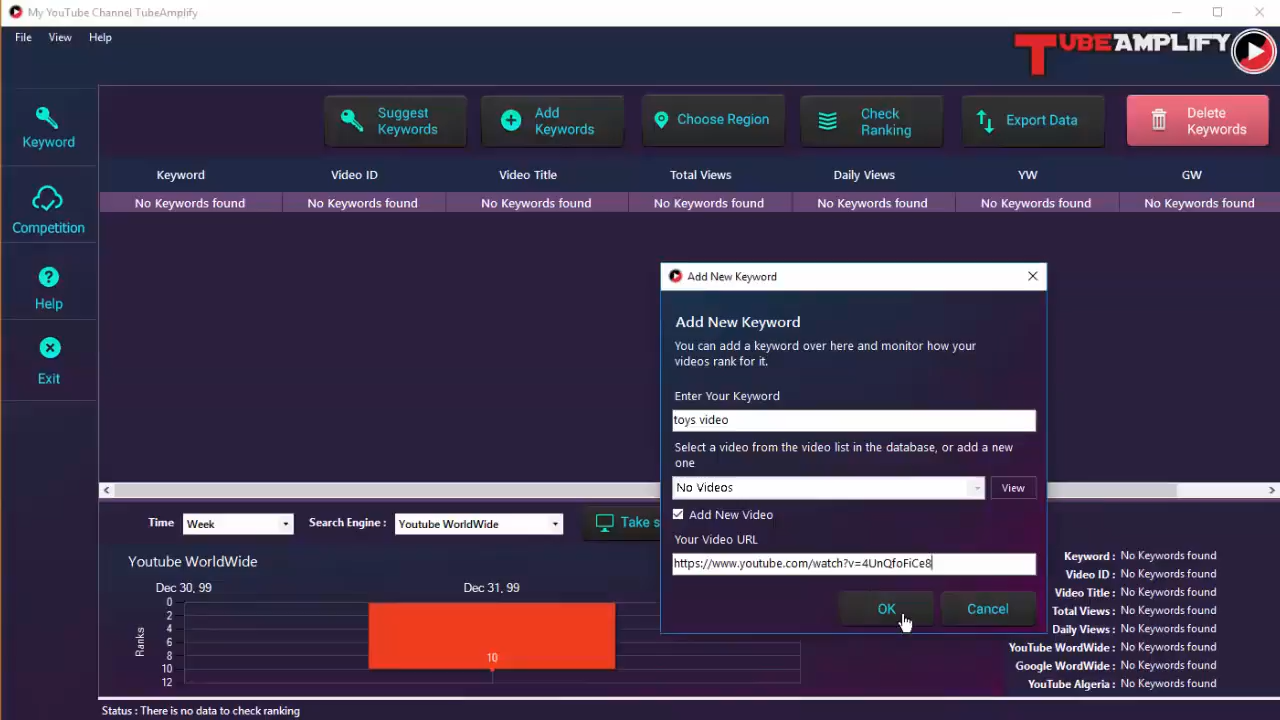 My YouTube Channel TubeAmplify
File View Help
TUBEAMPLIFY
Keyword
Competition
Help
Exit
Suggest Keywords
Add Keywords
Choose Region
Check Ranking
Export Data
Delete Keywords
Keyword Video ID Video Title Total Views Daily Views YW GW
No Keywords found No Keywords found No Keywords found No Keywords found No Keywords found No Keywords found No Keywords found
Add New Keyword
Add New Keyword
You can add a keyword over here and monitor how your
videos rank for it.
Enter Your Keyword
toys video
Select a video from the video list in the database, or add a new
one
No Videos View
Add New Video
Your Video URL
https://www.youtube.com/watch?v=4UnQfoFiCe8
OK Cancel
Time Week Search Engine : Youtube WorldWide Take s
Youtube WorldWide
Dec 30, 99 Dec 31, 99
Ranks
0
2
4
6
8
10
12
10
Keyword : No Keywords found
Video ID : No Keywords found
Video Title : No Keywords found
Total Views : No Keywords found
Daily Views : No Keywords found
YouTube WordWide : No Keywords found
Google WordWide : No Keywords found
YouTube Algeria : No Keywords found
Status : There is no data to check ranking